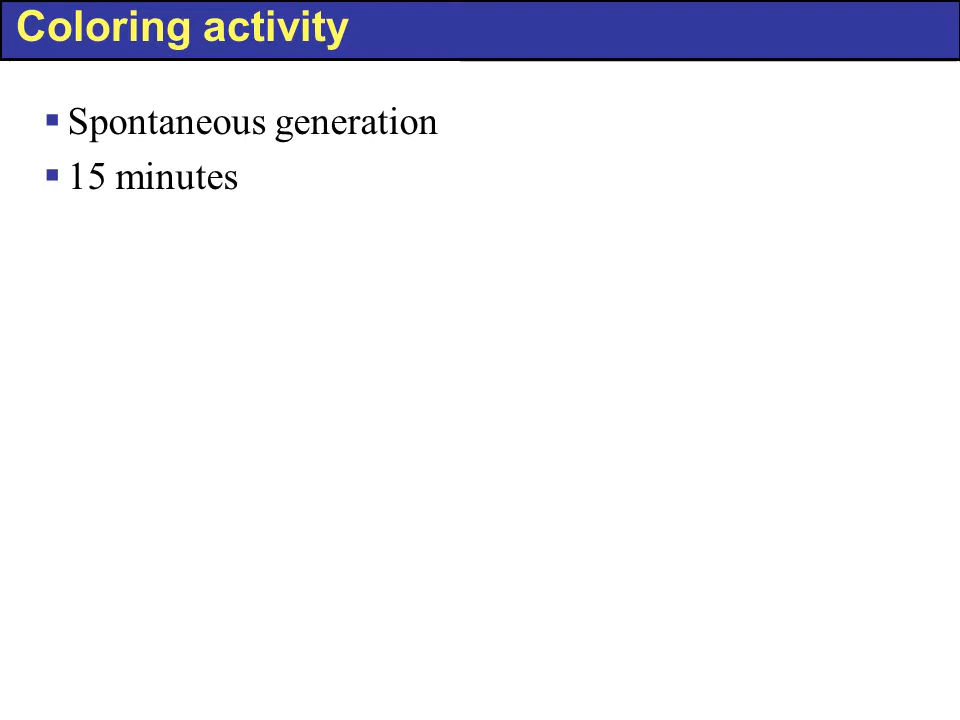 Coloring activity
▪ Spontaneous generation
▪ 15 minutes